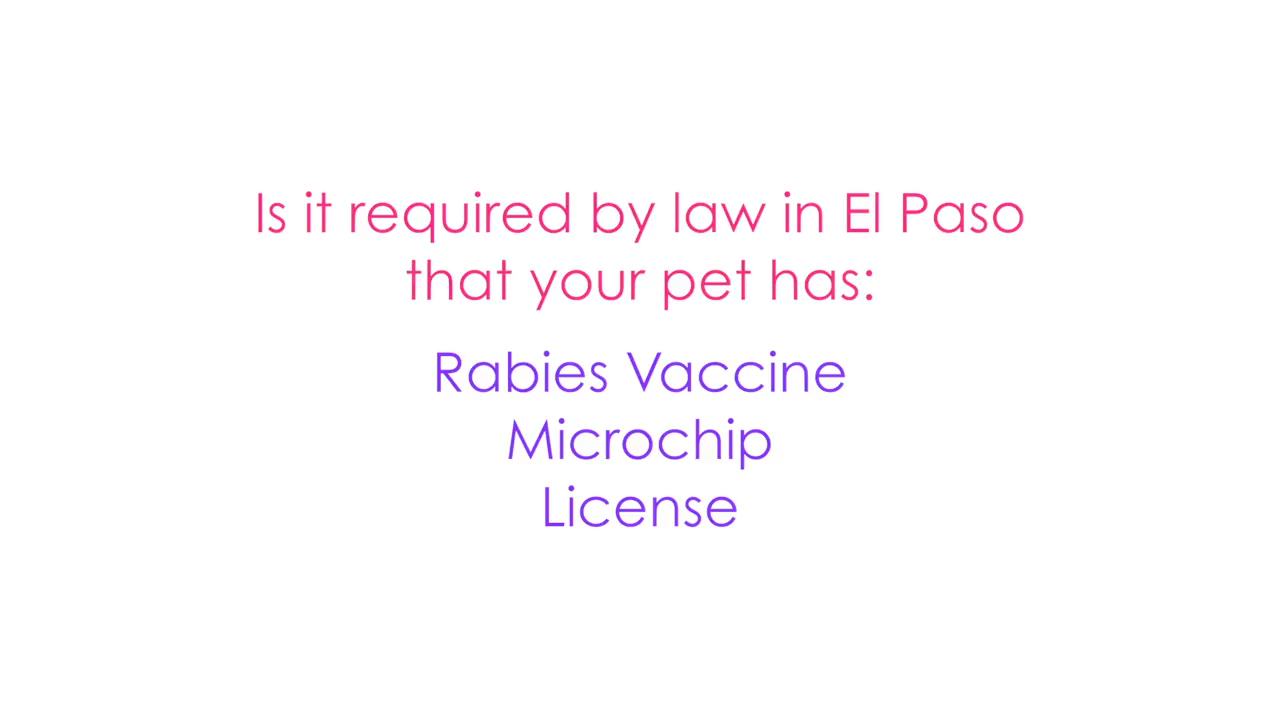 Is it required by law in El Paso
that your pet has:
Rabies Vaccine
Microchip
License